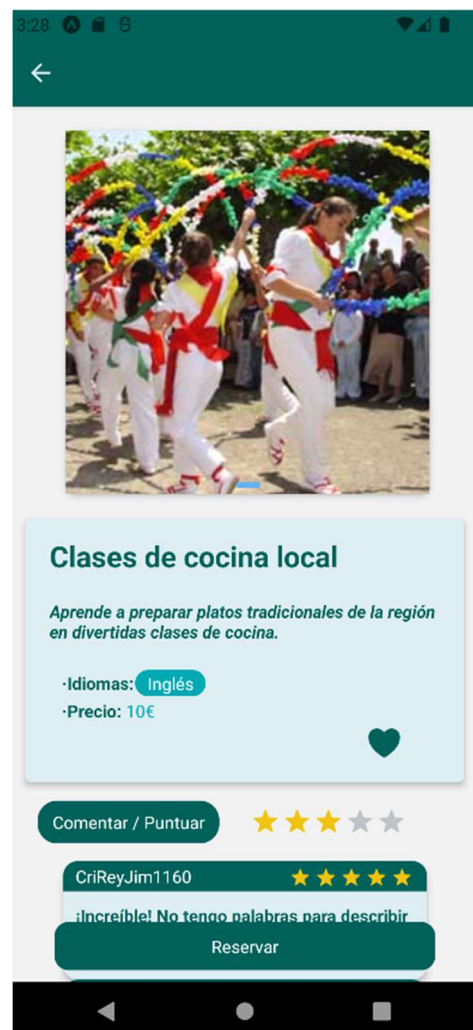 3:28
Clases de cocina local
Aprende a preparar platos tradicionales de la región
en divertidas clases de cocina.
·Idiomas: Inglés
·Precio: 10€
Comentar / Puntuar
CriReyJim1160
¡Increíble! No tengo palabras para describir
Reservar